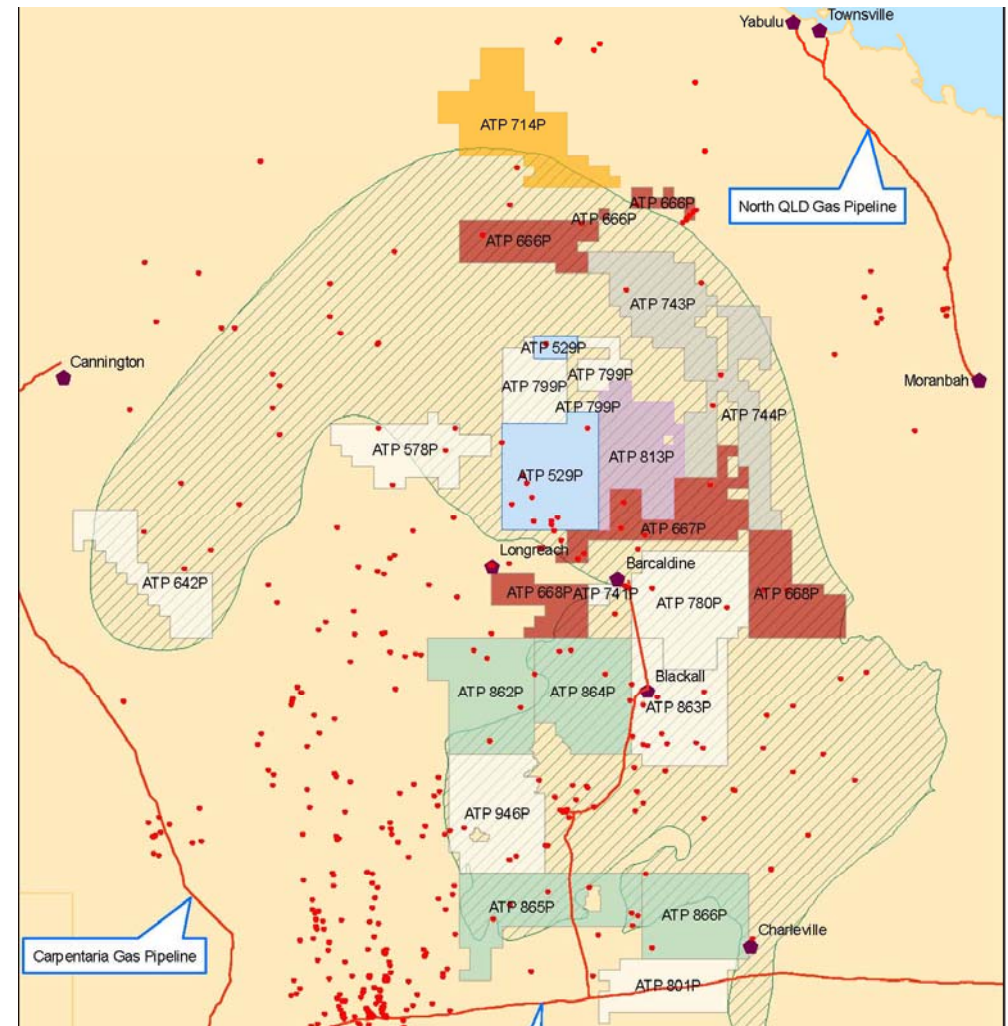 Yabulu
Townsville
ATP 714P
North QLD Gas Pipeline
ATP 666P
ATP 666P
ATP 666P
ATP 743P
ATP 529P
Cannington
ATP 799P
ATP 799P
Moranbah
ATP 799P
ATP 744P
ATP 578P
ATP 813P
ATP 529P
ATP 667P
Longreach
Barcaldine
ATP 642P
ATP 668P
ATP 741P
ATP 780P
ATP 668P
Blackall
ATP 862P
ATP 864P
ATP 863P
ATP 946P
ATP 865P
ATP 866P
Charleville
Carpentaria Gas Pipeline
ATP 801P